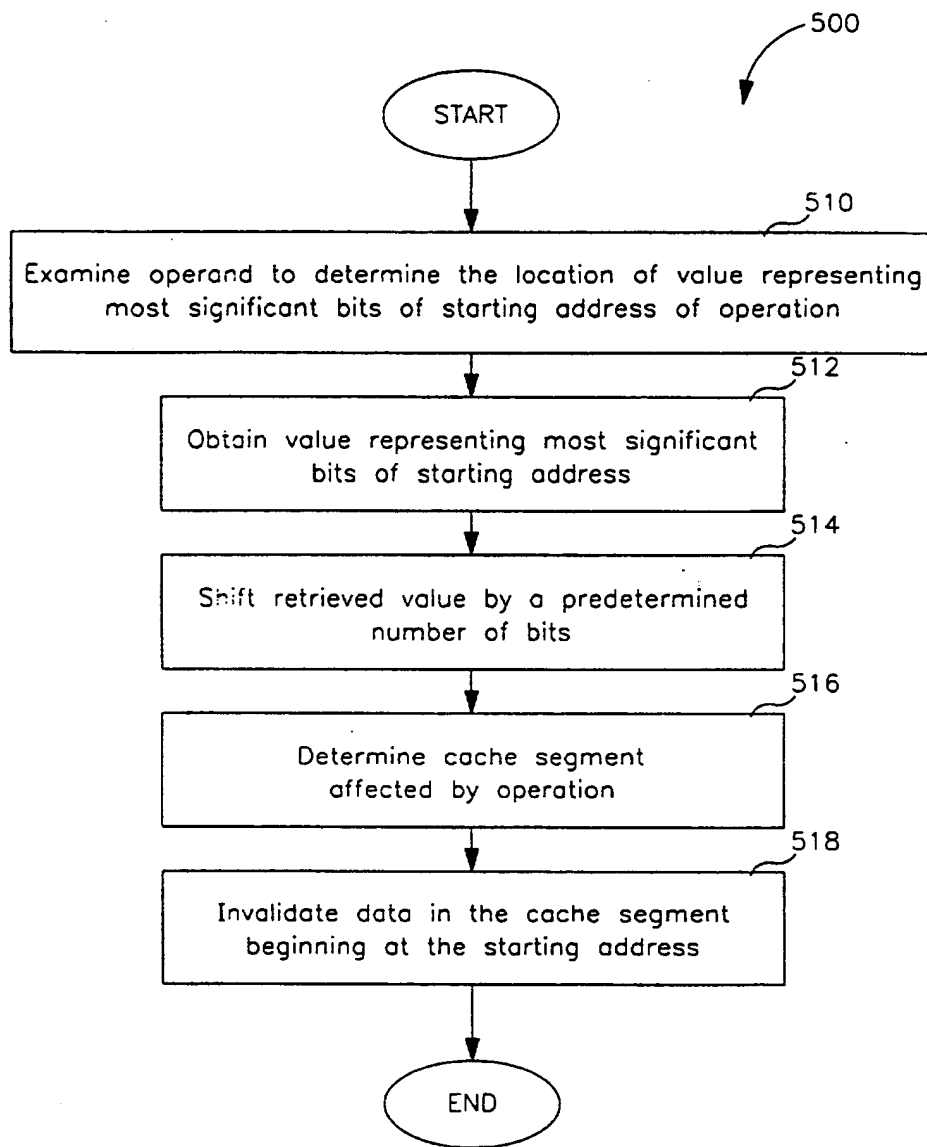 500
START
510
Examine operand to determine the location of value representing
most significant bits of starting address of operation
512
Obtain value representing most significant
bits of starting address
514
Shift retrieved value by a predetermined
number of bits
516
Determine cache segment
affected by operation
518
Invalidate data in the cache segment
beginning at the starting address
END